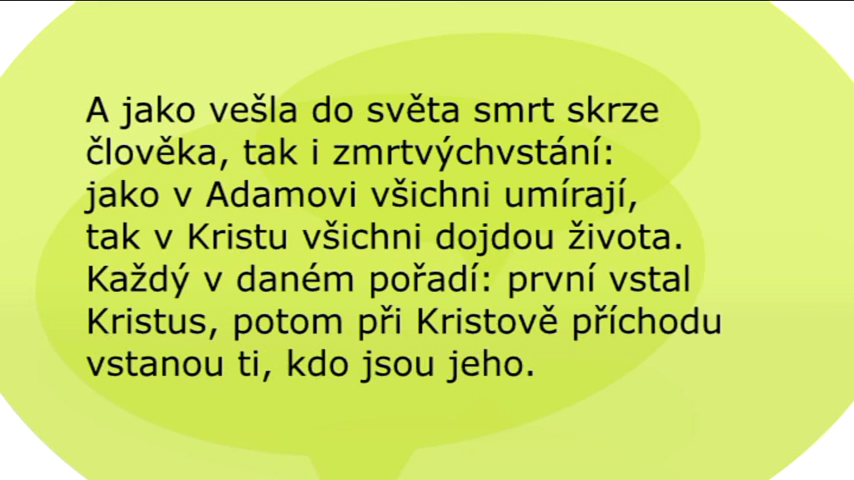 A jako vešla do světa smrt skrze
člověka, tak i zmrtvýchvstání:
jako v Adamovi všichni umírají,
tak v Kristu všichni dojdou života.
Každý v daném pořadí: první vstal
Kristus, potom při Kristově příchodu
vstanou ti, kdo jsou jeho.